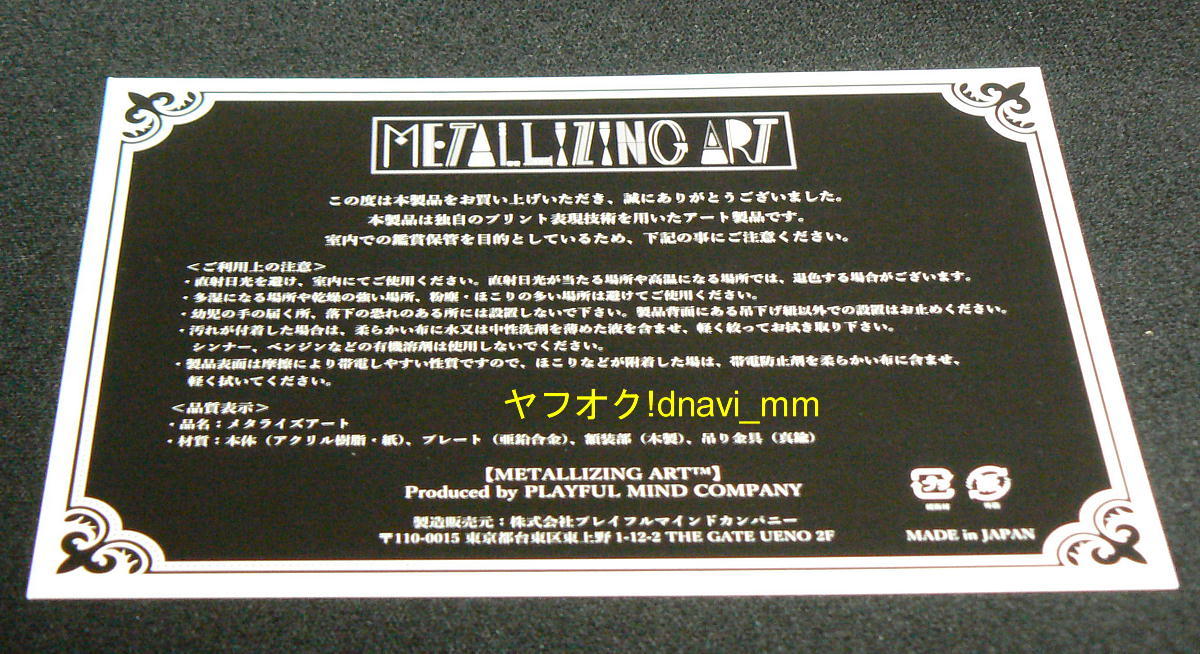 METALLIZING ART
この度は本製品をお買い上げいただき、誠にありがとうございました。
本製品は独自のプリント表現技術を用いたアート製品です。
室内での鑑賞保管を目的としているため、下記の事にご注意ください。
＜ご利用上の注意＞
・直射日光を避け、室内にてご使用ください。直射日光が当たる場所や高温になる場所では、退色する場合がございます。
・多湿になる場所や乾燥の強い場所、粉塵・ほこりの多い場所は避けてご使用ください。
・幼児の手の届く所、落下の恐れのある所には設置しないで下さい。製品背面にある吊下げ紐以外での設置はお止めください。
・汚れが付着した場合は、柔らかい布に水又は中性洗剤を薄めた液を含ませ、軽く絞ってお拭き取り下さい。
シンナー、ベンジンなどの有機溶剤は使用しないでください。
・製品表面は摩擦により帯電しやすい性質ですので、ほこりなどが附着した場は、帯電防止剤を柔らかい布に含ませ、
軽く拭いてください。
ヤフオク!dnavi_mm
＜品質表示＞
・品名：メタライズアート
・材質：本体（アクリル樹脂・紙）、プレート（亜鉛合金）、額装部（木製）、吊り金具（真鍮）
【METALLIZING ART™】
Produced by PLAYFUL MIND COMPANY
製造販売元：株式会社プレイフルマインドカンパニー
〒110-0015 東京都台東区東上野 1-12-2 THE GATE UENO 2F
プラ
紙
MADE in JAPAN